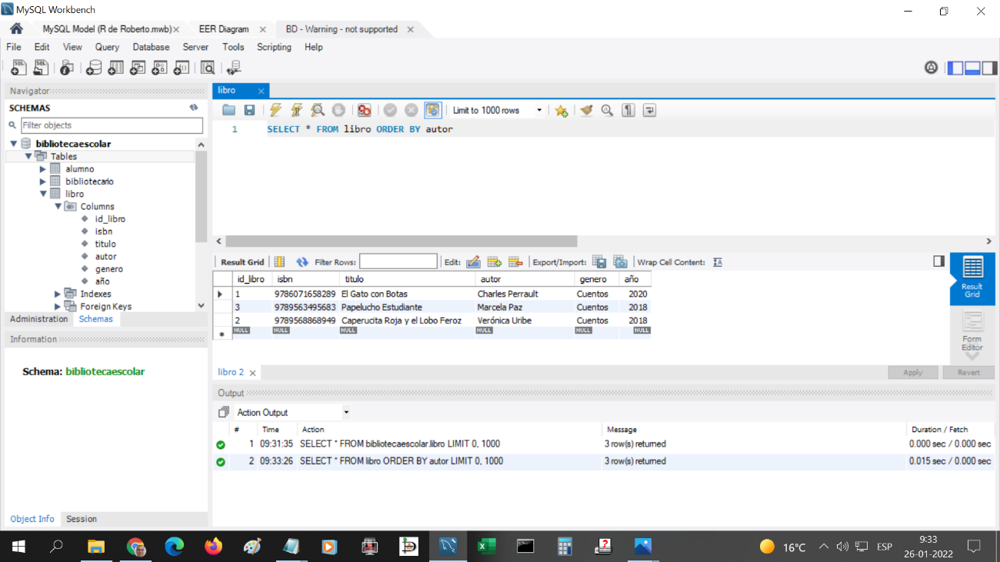 MySQL Workbench
MySQL Model (R de Roberto.mwb) EER Diagram BD - Warning - not supported
File Edit View Query Database Server Tools Scripting Help
Navigator
SCHEMAS
Filter objects
bibliotecaescolar
Tables
alumno
bibliotecario
libro
Columns
id_libro
isbn
titulo
autor
genero
año
Indexes
Foreign Keys
Administration Schemas
Information
Schema: bibliotecaescolar
Object Info Session
libro
Limit to 1000 rows
1 SELECT * FROM libro ORDER BY autor
Result Grid Filter Rows: Edit: Export/Import: Wrap Cell Content:
id_libro isbn titulo autor genero año
1 9786071658289 El Gato con Botas Charles Perrault Cuentos 2020
3 9789563495683 Papelucho Estudiante Marcela Paz Cuentos 2018
2 9789568868949 Caperucita Roja y el Lobo Feroz Verónica Uribe Cuentos 2018
NULL NULL NULL NULL NULL NULL
Result
Grid
Form
Editor
libro 2 Apply Revert
Output
Action Output
# Time Action Message Duration / Fetch
1 09:31:35 SELECT * FROM bibliotecaescolar.libro LIMIT 0, 1000 3 row(s) returned 0.000 sec / 0.000 sec
2 09:33:26 SELECT * FROM libro ORDER BY autor LIMIT 0, 1000 3 row(s) returned 0.015 sec / 0.000 sec
16°C ESP 9:33
26-01-2022